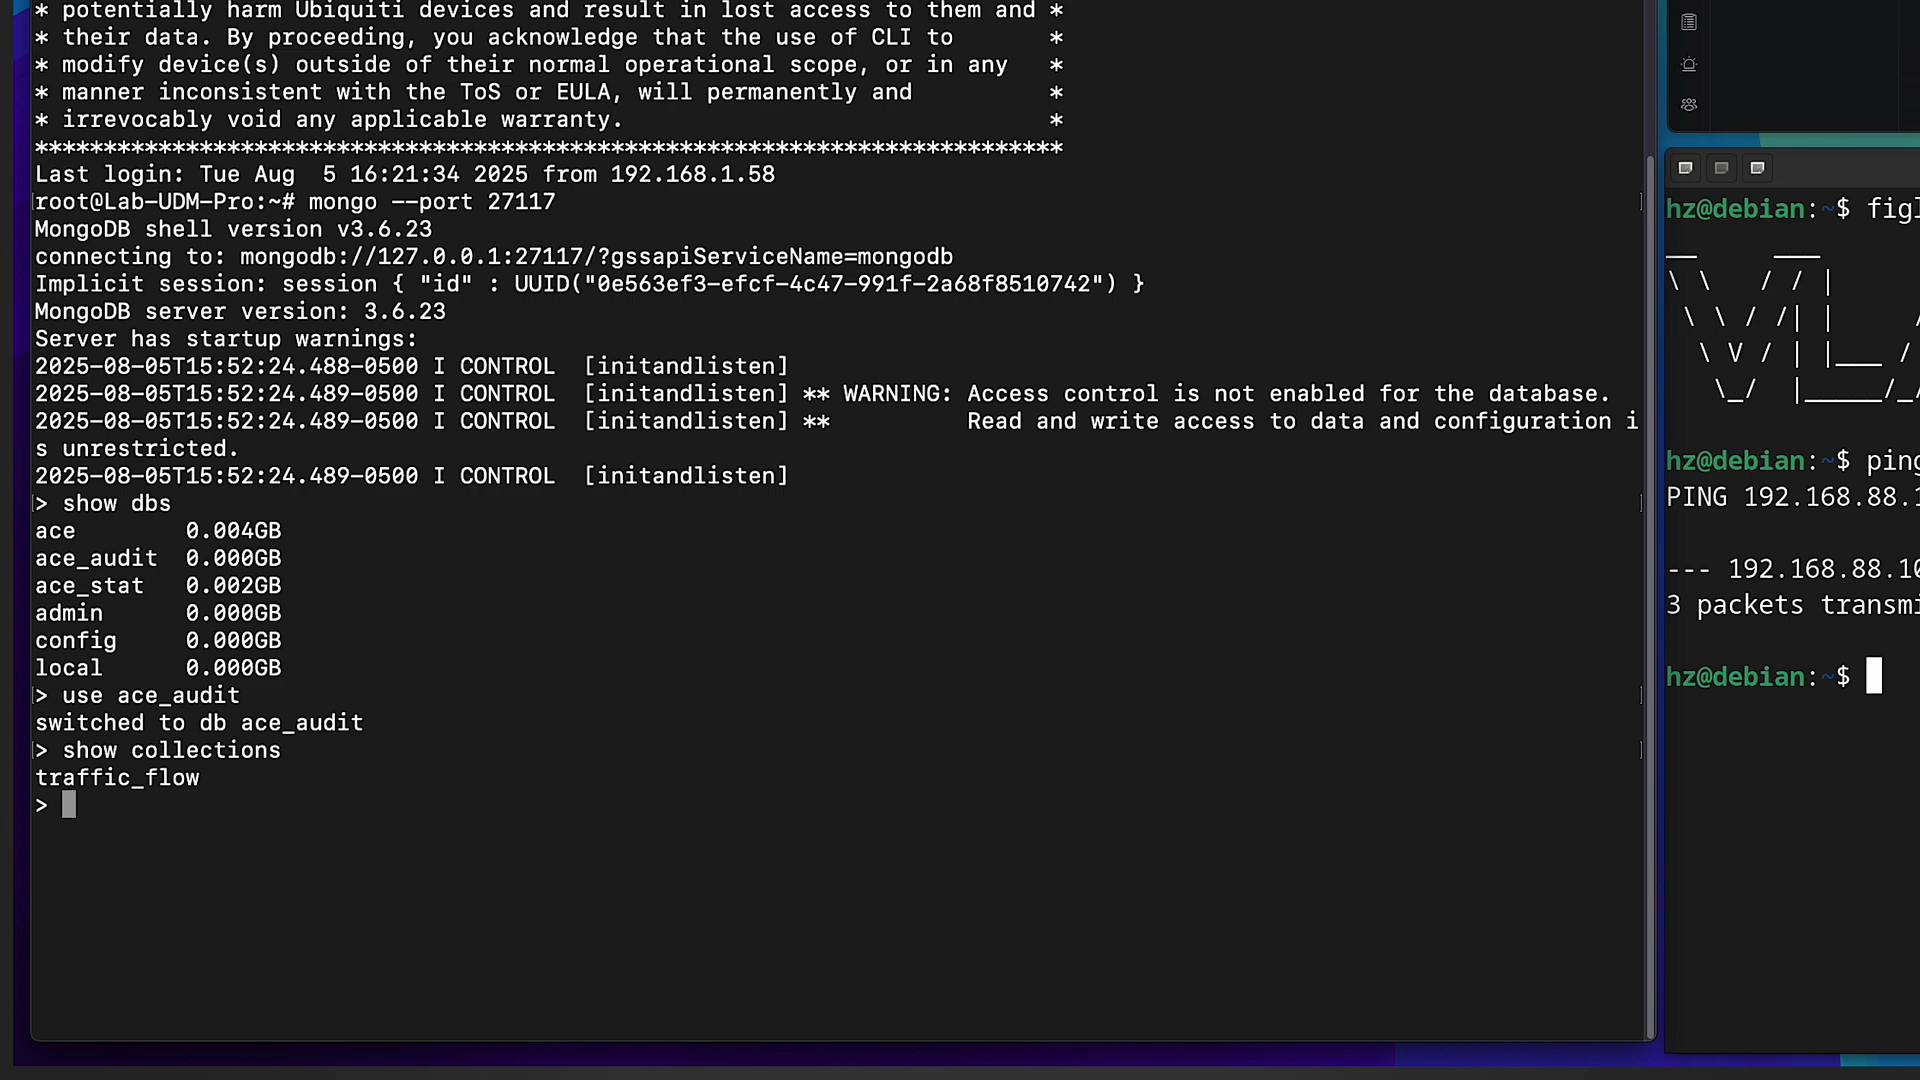 * potentially harm Ubiquiti devices and result in lost access to them and *
* their data. By proceeding, you acknowledge that the use of CLI to       *
* modify device(s) outside of their normal operational scope, or in any   *
* manner inconsistent with the ToS or EULA, will permanently and          *
* irrevocably void any applicable warranty.                               *
***************************************************************************
Last login: Tue Aug  5 16:21:34 2025 from 192.168.1.58
root@Lab-UDM-Pro:~# mongo --port 27117
MongoDB shell version v3.6.23
connecting to: mongodb://127.0.0.1:27117/?gssapiServiceName=mongodb
Implicit session: session { "id" : UUID("0e563ef3-efcf-4c47-991f-2a68f8510742") }
MongoDB server version: 3.6.23
Server has startup warnings:
2025-08-05T15:52:24.488-0500 I CONTROL  [initandlisten]
2025-08-05T15:52:24.489-0500 I CONTROL  [initandlisten] ** WARNING: Access control is not enabled for the database.
2025-08-05T15:52:24.489-0500 I CONTROL  [initandlisten] **          Read and write access to data and configuration i
s unrestricted.
2025-08-05T15:52:24.489-0500 I CONTROL  [initandlisten]
> show dbs
ace        0.004GB
ace_audit  0.000GB
ace_stat   0.002GB
admin      0.000GB
config     0.000GB
local      0.000GB
> use ace_audit
switched to db ace_audit
> show collections
traffic_flow
>
hz@debian:~$ figl
hz@debian:~$ ping
PING 192.168.88.1
--- 192.168.88.10
3 packets transmi
hz@debian:~$